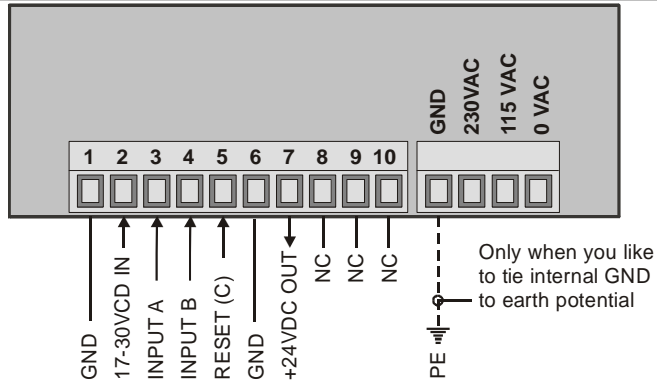 GND
230VAC
115 VAC
0 VAC
1 2 3 4 5 6 7 8 9 10
GND
17-30VCD IN
INPUT A
INPUT B
RESET (C)
GND
+24VDC OUT
NC
NC
NC
PE
Only when you like
to tie internal GND
to earth potential